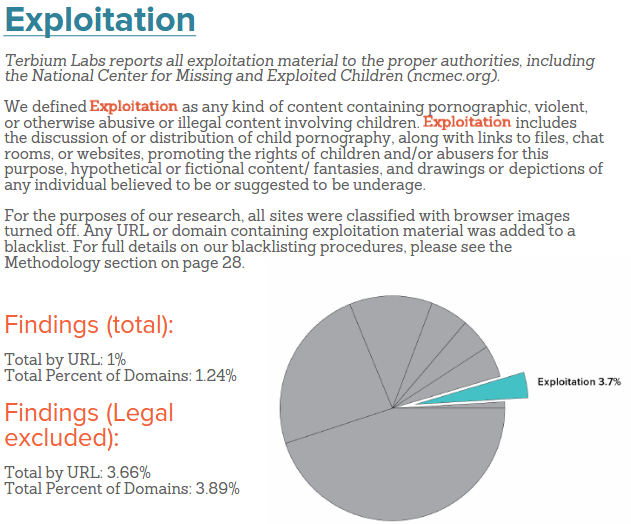 Exploitation
Terbium Labs reports all exploitation material to the proper authorities, including
the National Center for Missing and Exploited Children (ncmec.org).
We defined Exploitation as any kind of content containing pornographic, violent,
or otherwise abusive or illegal content involving children. Exploitation includes
the discussion of or distribution of child pornography, along with links to files, chat
rooms, or websites, promoting the rights of children and/or abusers for this
purpose, hypothetical or fictional content/ fantasies, and drawings or depictions of
any individual believed to be or suggested to be underage.
For the purposes of our research, all sites were classified with browser images
turned off. Any URL or domain containing exploitation material was added to a
blacklist. For full details on our blacklisting procedures, please see the
Methodology section on page 28.
Findings (total):
Total by URL: 1%
Total Percent of Domains: 1.24%
Exploitation 3.7%
Findings (Legal
excluded):
Total by URL: 3.66%
Total Percent of Domains: 3.89%